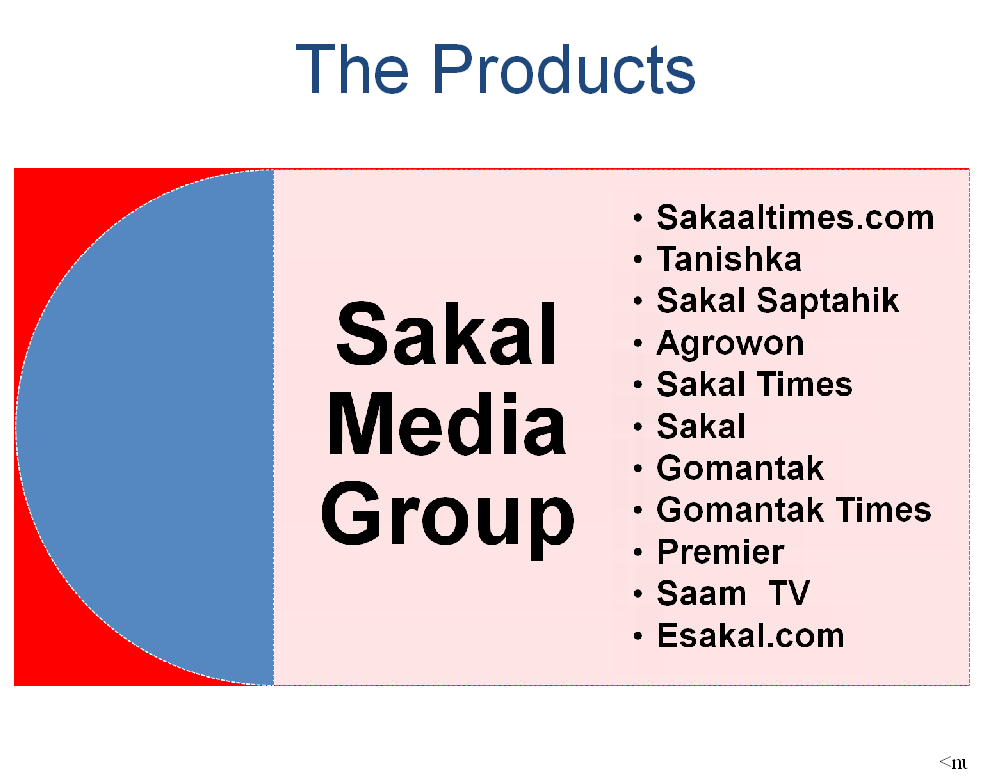 The Products
Sakal
Media
Group
• Sakaaltimes.com
• Tanishka
• Sakal Saptahik
• Agrowon
• Sakal Times
• Sakal
• Gomantak
• Gomantak Times
• Premier
• Saam  TV
• Esakal.com